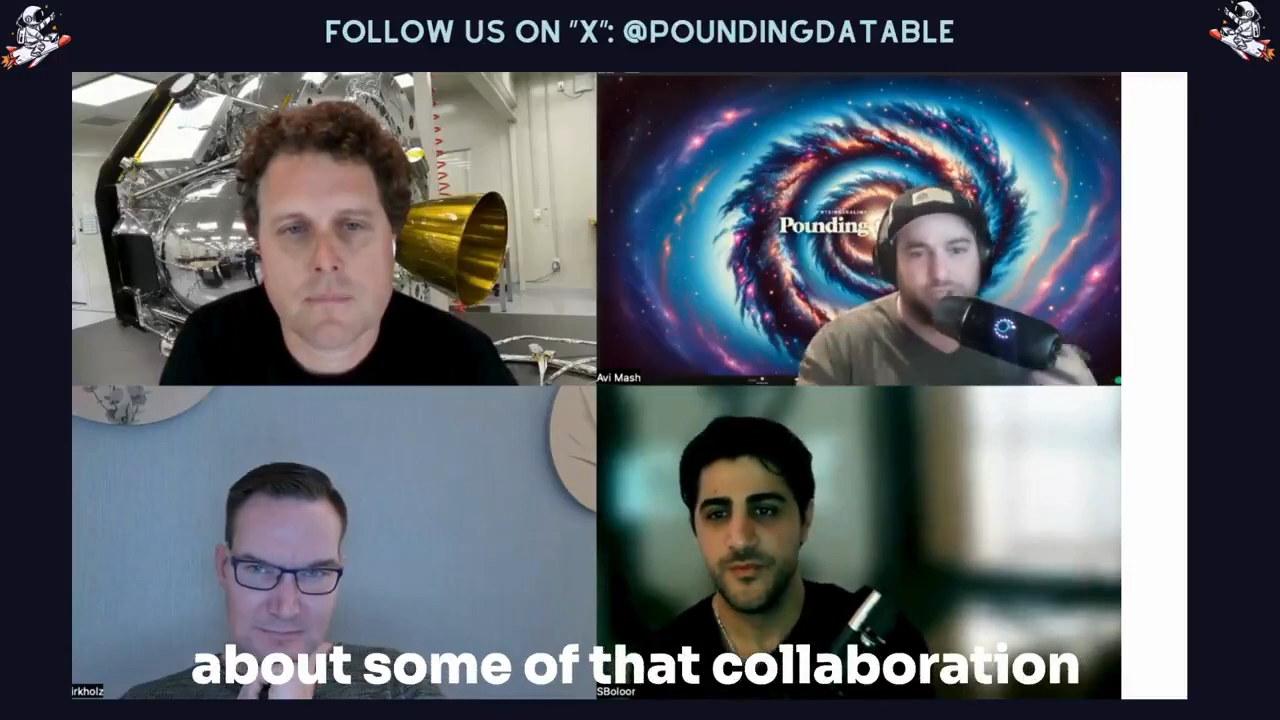 FOLLOW US ON "X": @POUNDINGDATABLE
Pounding
Avi Mash
about some of that collaboration
irkholz
SBoloor